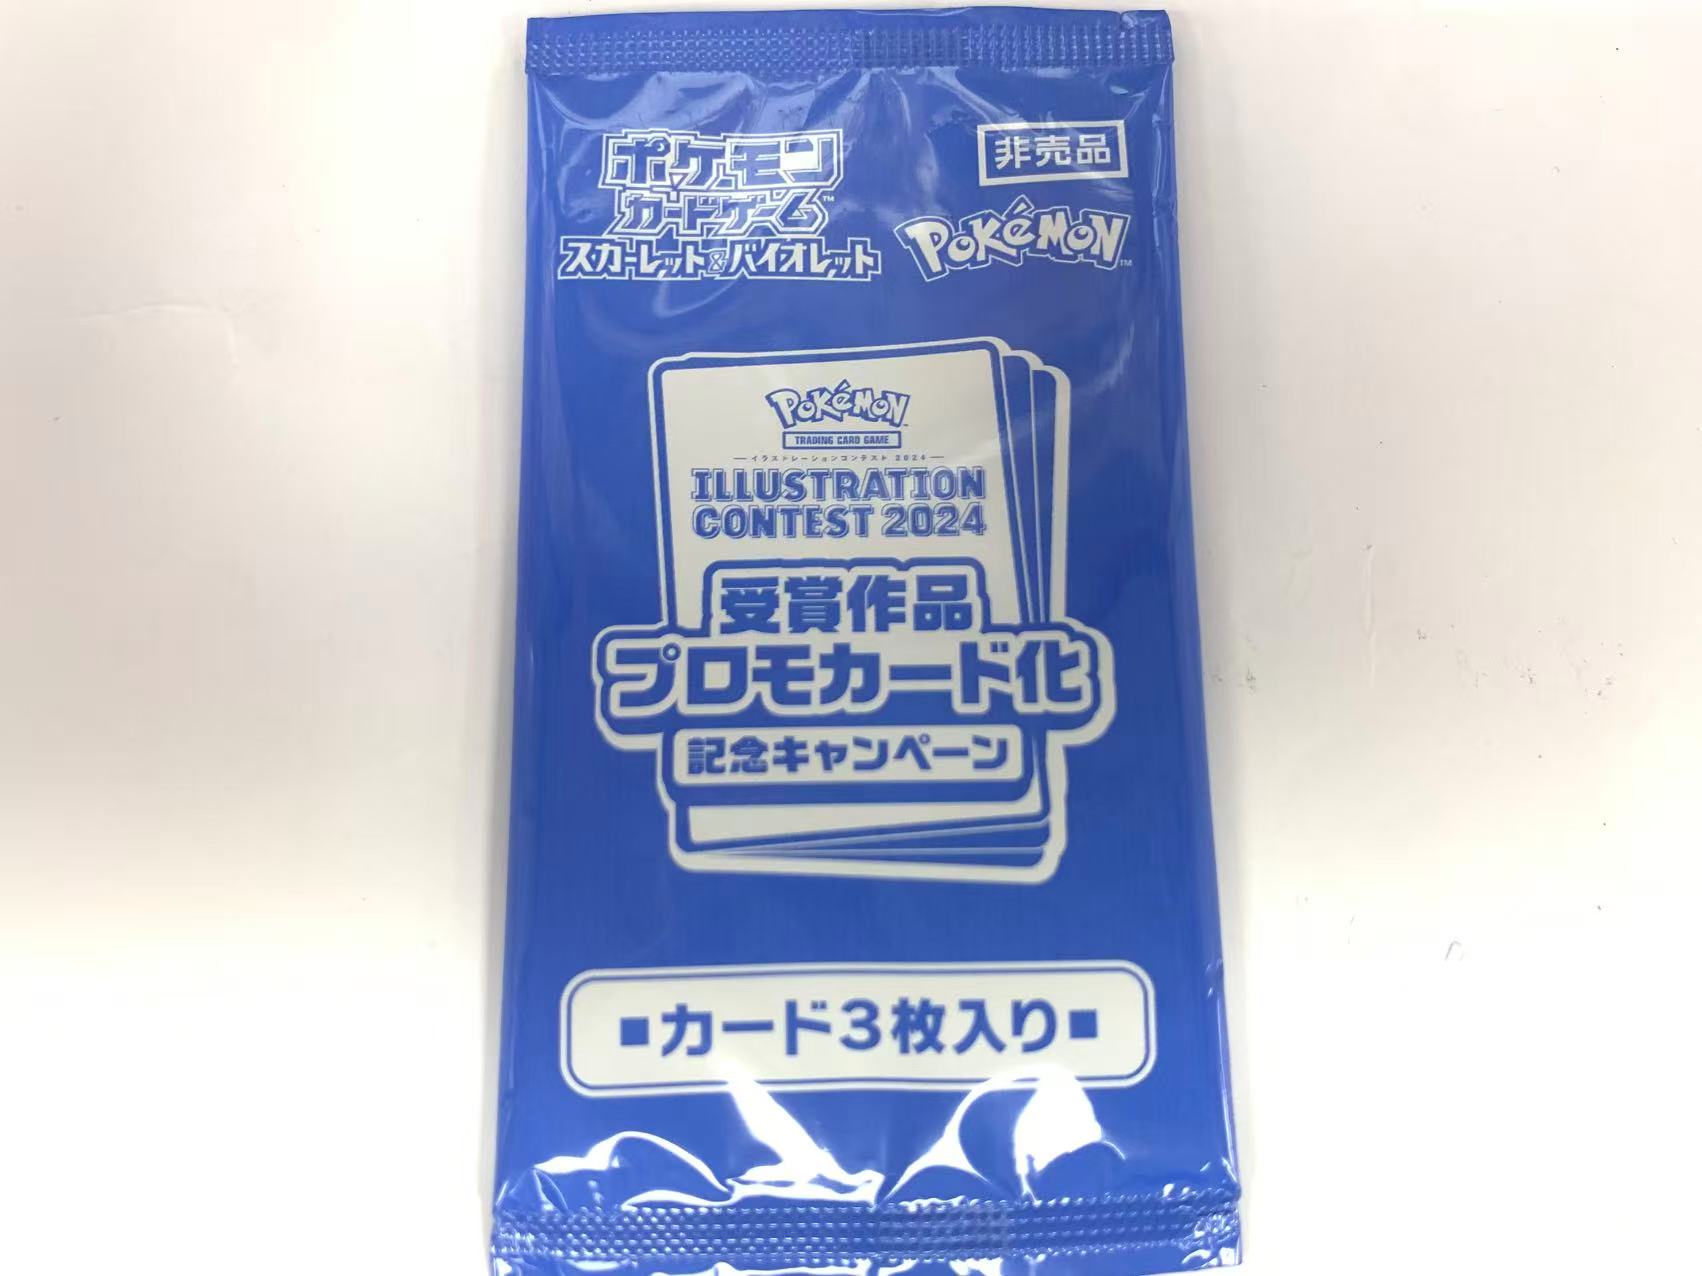 ポケモン
カードゲーム™
スカーレット&バイオレット
非売品
Pokémon™
Pokémon
TRADING CARD GAME
イラストレーションコンテスト 2024
ILLUSTRATION
CONTEST 2024
受賞作品
プロモカード化
記念キャンペーン
■カード3枚入り■